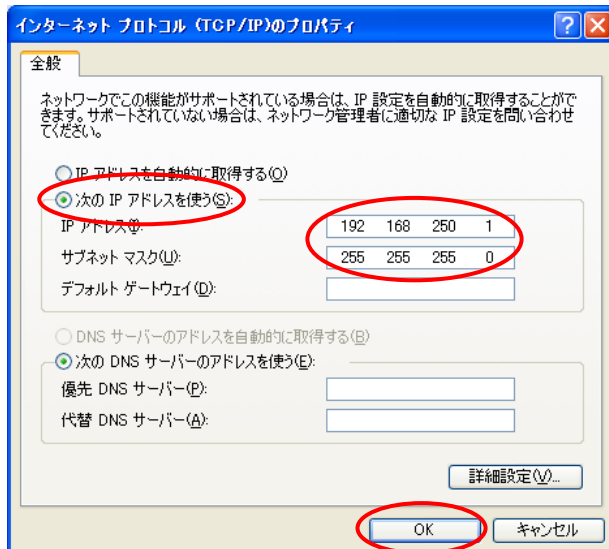 インターネット プロトコル (TCP/IP)のプロパティ
全般
ネットワークでこの機能がサポートされている場合は、IP 設定を自動的に取得することがで
きます。サポートされていない場合は、ネットワーク管理者に適切な IP 設定を問い合わせ
てください。
IP アドレスを自動的に取得する(O)
次の IP アドレスを使う(S):
IP アドレス(I): 192 168 250 1
サブネット マスク(U): 255 255 255 0
デフォルト ゲートウェイ(D):
DNS サーバーのアドレスを自動的に取得する(B)
次の DNS サーバーのアドレスを使う(E):
優先 DNS サーバー(P):
代替 DNS サーバー(A):
詳細設定(V)...
OK キャンセル